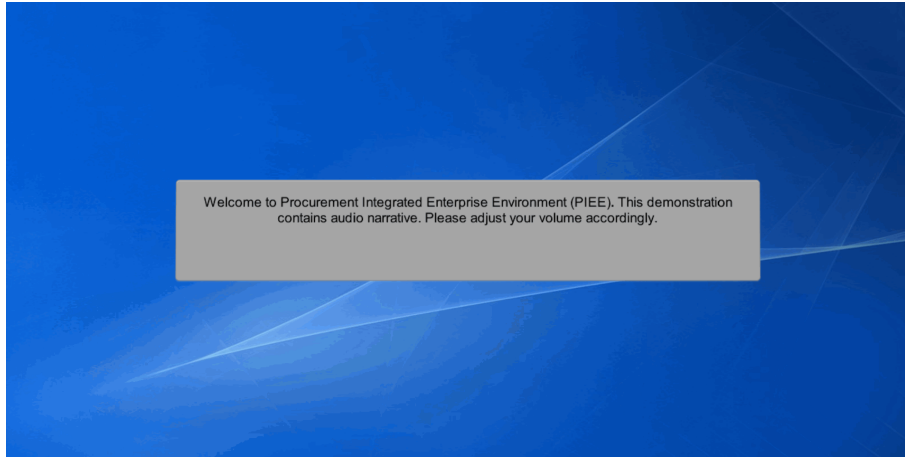 Welcome to Procurement Integrated Enterprise Environment (PIEE). This demonstration
contains audio narrative. Please adjust your volume accordingly.